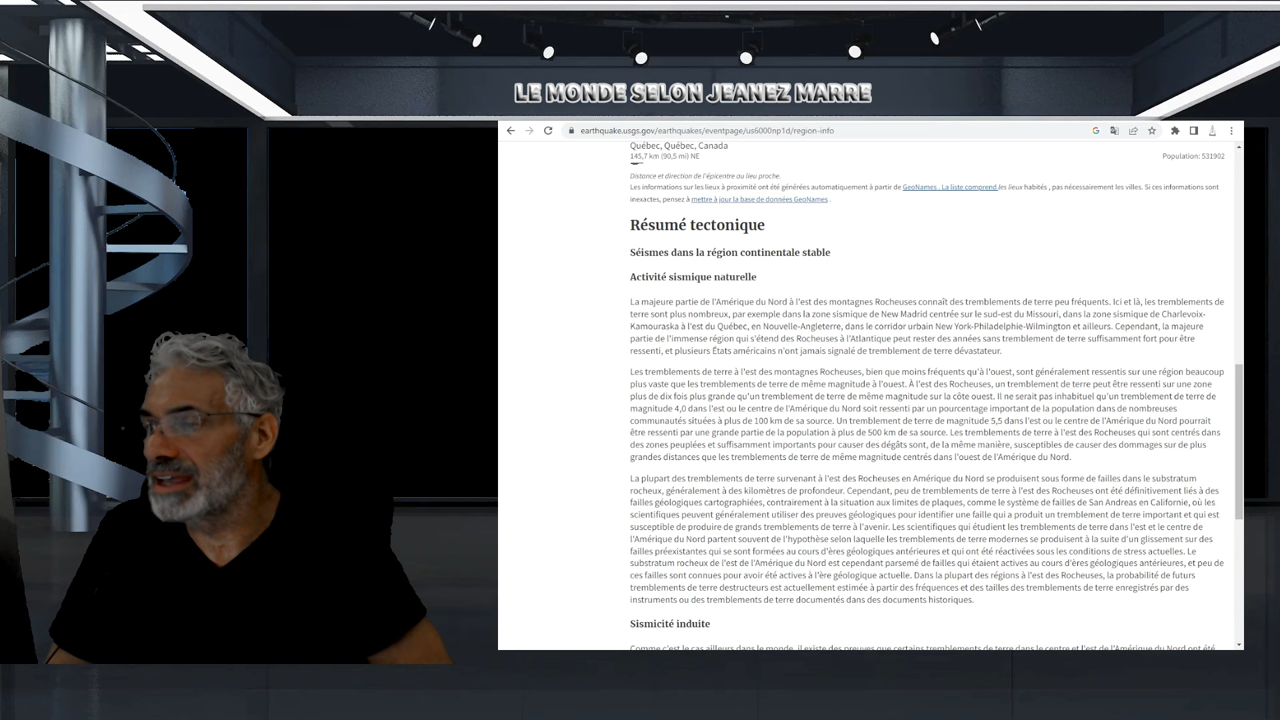 LE MONDE SELON JEANEZ MARRE
earthquake.usgs.gov/earthquakes/eventpage/us6000np1d/region-info
Québec, Québec, Canada
145,7 km (90,5 mi) NE
Population: 531902
Distance et direction de l'épicentre au lieu proche.
Les informations sur les lieux à proximité ont été générées automatiquement à partir de GeoNames . La liste comprend les lieux habités , pas nécessairement les villes. Si ces informations sont
inexactes, pensez à mettre à jour la base de données GeoNames .
Résumé tectonique
Séismes dans la région continentale stable
Activité sismique naturelle
La majeure partie de l'Amérique du Nord à l'est des montagnes Rocheuses connaît des tremblements de terre peu fréquents. Ici et là, les tremblements de
terre sont plus nombreux, par exemple dans la zone sismique de New Madrid centrée sur le sud-est du Missouri, dans la zone sismique de Charlevoix-
Kamouraska à l'est du Québec, en Nouvelle-Angleterre, dans le corridor urbain New York-Philadelphie-Wilmington et ailleurs. Cependant, la majeure
partie de l'immense région qui s'étend des Rocheuses à l'Atlantique peut rester des années sans tremblement de terre suffisamment fort pour être
ressenti, et plusieurs États américains n'ont jamais signalé de tremblement de terre dévastateur.
Les tremblements de terre à l'est des montagnes Rocheuses, bien que moins fréquents qu'à l'ouest, sont généralement ressentis sur une région beaucoup
plus vaste que les tremblements de terre de même magnitude à l'ouest. À l'est des Rocheuses, un tremblement de terre peut être ressenti sur une zone
plus de dix fois plus grande qu'un tremblement de terre de même magnitude sur la côte ouest. Il ne serait pas inhabituel qu'un tremblement de terre de
magnitude 4,0 dans l'est ou le centre de l'Amérique du Nord soit ressenti par un pourcentage important de la population dans de nombreuses
communautés situées à plus de 100 km de sa source. Un tremblement de terre de magnitude 5,5 dans l'est ou le centre de l'Amérique du Nord pourrait
être ressenti par une grande partie de la population à plus de 500 km de sa source. Les tremblements de terre à l'est des Rocheuses qui sont centrés dans
des zones peuplées et suffisamment importants pour causer des dégâts sont, de la même manière, susceptibles de causer des dommages sur de plus
grandes distances que les tremblements de terre de même magnitude centrés dans l'ouest de l'Amérique du Nord.
La plupart des tremblements de terre survenant à l'est des Rocheuses en Amérique du Nord se produisent sous forme de failles dans le substratum
rocheux, généralement à des kilomètres de profondeur. Cependant, peu de tremblements de terre à l'est des Rocheuses ont été définitivement liés à des
failles géologiques cartographiées, contrairement à la situation aux limites de plaques, comme le système de failles de San Andreas en Californie, où les
scientifiques peuvent généralement utiliser des preuves géologiques pour identifier une faille qui a produit un tremblement de terre important et qui est
susceptible de produire de grands tremblements de terre à l'avenir. Les scientifiques qui étudient les tremblements de terre dans l'est et le centre de
l'Amérique du Nord partent souvent de l'hypothèse selon laquelle les tremblements de terre modernes se produisent à la suite d'un glissement sur des
failles préexistantes qui se sont formées au cours d'ères géologiques antérieures et qui ont été réactivées sous les conditions de stress actuelles. Le
substratum rocheux de l'est de l'Amérique du Nord est cependant parsemé de failles qui étaient actives au cours d'ères géologiques antérieures, et peu de
ces failles sont connues pour avoir été actives à l'ère géologique actuelle. Dans la plupart des régions à l'est des Rocheuses, la probabilité de futurs
tremblements de terre destructeurs est actuellement estimée à partir des fréquences et des tailles des tremblements de terre enregistrés par des
instruments ou des tremblements de terre documentés dans des documents historiques.
Sismicité induite
Comme c'est le cas ailleurs dans le monde, il existe des preuves que certains tremblements de terre dans le centre et l'est de l'Amérique du Nord ont été